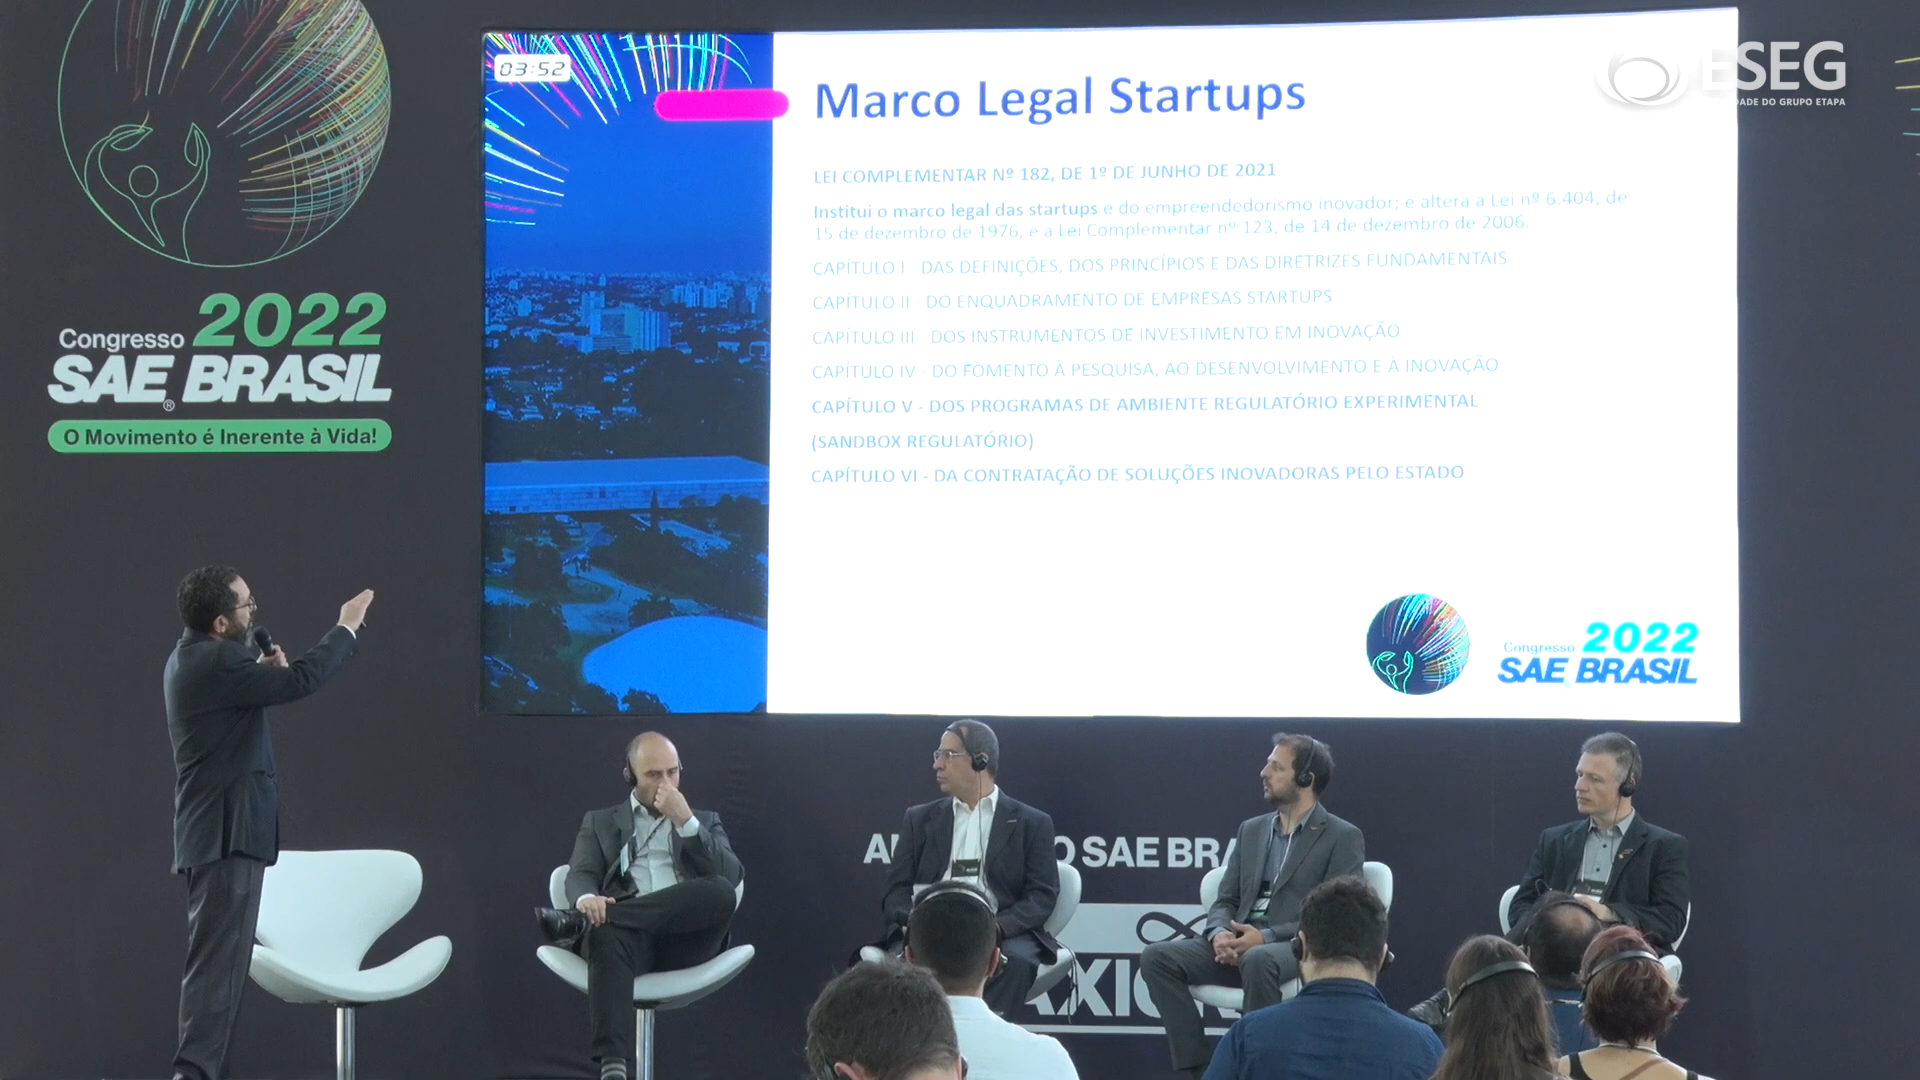 Congresso 2022
SAE BRASIL
®
O Movimento é Inerente à Vida!
03:52
Marco Legal Startups
LEI COMPLEMENTAR Nº 182, DE 1º DE JUNHO DE 2021
Institui o marco legal das startups e do empreendedorismo inovador; e altera a Lei nº 6.404, de
15 de dezembro de 1976, e a Lei Complementar nº 123, de 14 de dezembro de 2006.
CAPÍTULO I - DAS DEFINIÇÕES, DOS PRINCÍPIOS E DAS DIRETRIZES FUNDAMENTAIS
CAPÍTULO II - DO ENQUADRAMENTO DE EMPRESAS STARTUPS
CAPÍTULO III - DOS INSTRUMENTOS DE INVESTIMENTO EM INOVAÇÃO
CAPÍTULO IV - DO FOMENTO À PESQUISA, AO DESENVOLVIMENTO E A INOVAÇÃO
CAPÍTULO V - DOS PROGRAMAS DE AMBIENTE REGULATÓRIO EXPERIMENTAL
(SANDBOX REGULATÓRIO)
CAPÍTULO VI - DA CONTRATAÇÃO DE SOLUÇÕES INOVADORAS PELO ESTADO
Congresso 2022
SAE BRASIL
ESEG
DO GRUPO ETAPA
SAE